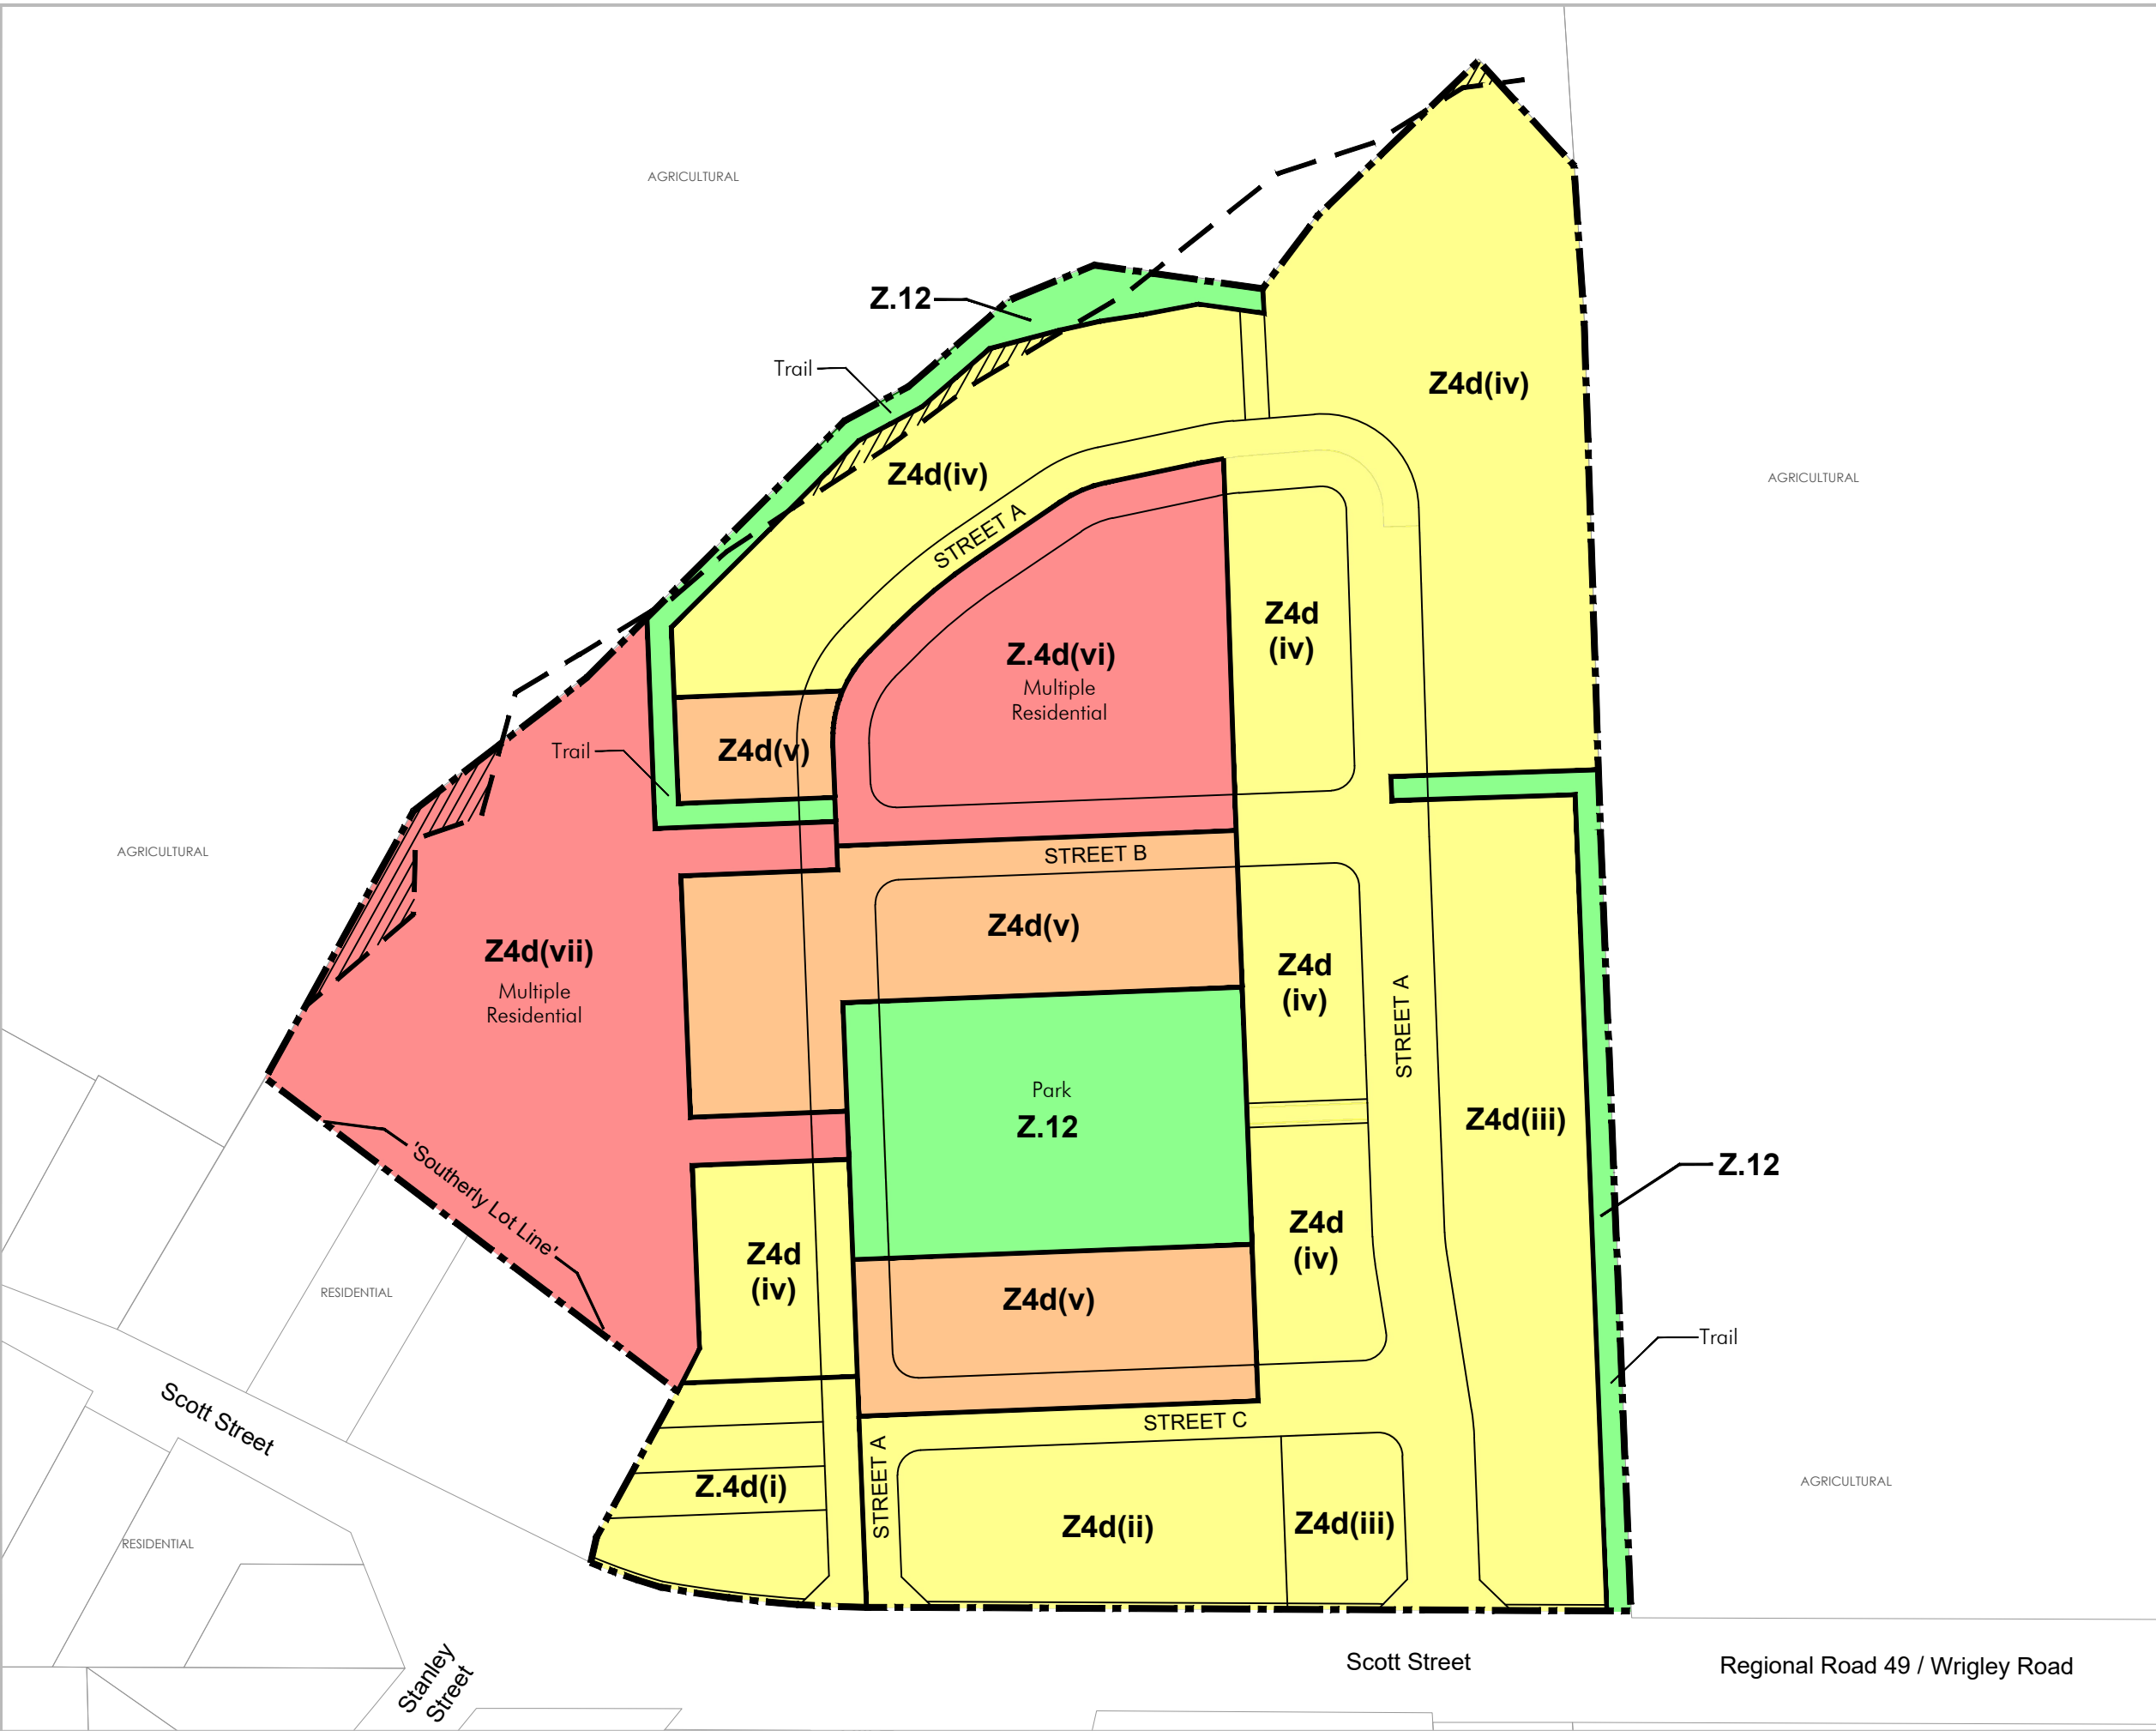 AGRICULTURAL
Z.12
Trail
Z4d(iv)
Z4d(iv)
AGRICULTURAL
STREET A
Z4d
(iv)
Z.4d(vi)
Multiple
Residential
Trail
Z4d(v)
AGRICULTURAL
STREET B
Z4d(v)
Z4d(vii)
Multiple
Residential
Z4d
(iv)
STREET A
Park
Z.12
Z4d(iii)
Z.12
'Southerly Lot Line'
Z4d
(iv)
Z4d
(iv)
RESIDENTIAL
Z4d(v)
Trail
Scott Street
STREET C
STREET A
Z.4d(i)
Z4d(ii)
Z4d(iii)
AGRICULTURAL
RESIDENTIAL
Stanley
Street
Scott Street
Regional Road 49 / Wrigley Road